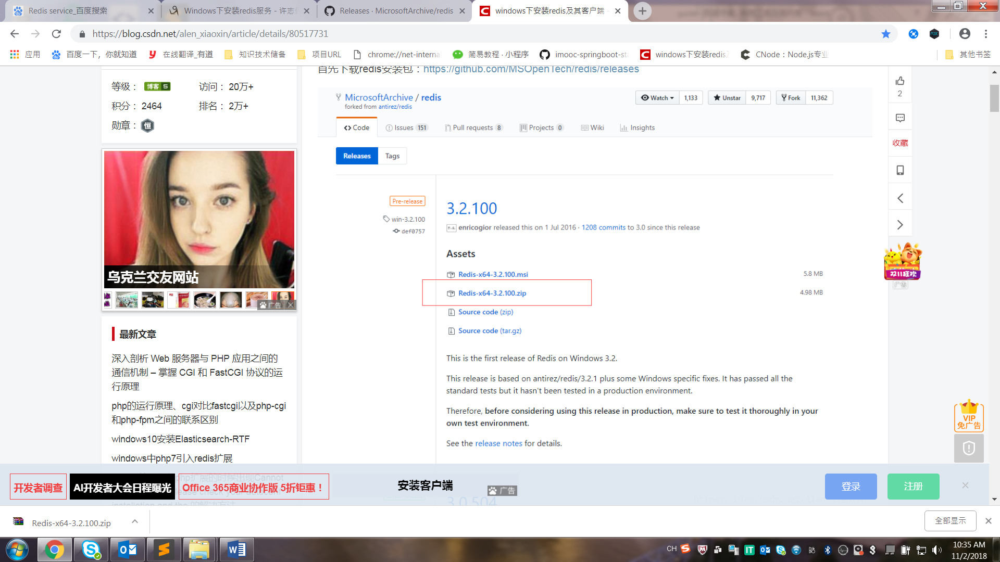 Redis service_百度搜索
Windows下安装redis服务 - 许志
Releases · MicrosoftArchive/redis
windows下安装redis及其客户端 -
https://blog.csdn.net/alen_xiaoxin/article/details/80517731
应用
百度一下，你就知道
在线翻译_有道
知识技术储备
项目URL
chrome://net-interna
简易教程 · 小程序
imooc-springboot-sta
windows下安装redis
CNode：Node.js专业
其他书签
首先下载redis安装包：https://github.com/MSOpenTech/redis/releases
等级： 博客 5 访问： 20万+
积分： 2464 排名： 2万+
勋章： 恒
乌克兰交友网站
广告
最新文章
深入剖析 Web 服务器与 PHP 应用之间的
通信机制 – 掌握 CGI 和 FastCGI 协议的运
行原理
php的运行原理、cgi对比fastcgi以及php-cgi
和php-fpm之间的联系区别
windows10安装Elasticsearch-RTF
windows中php7引入redis扩展
MicrosoftArchive / redis
forked from antirez/redis
Watch 1,133
Unstar 9,717
Fork 11,362
Code
Issues 151
Pull requests 8
Projects 0
Wiki
Insights
Releases
Tags
Pre-release
win-3.2.100
def0757
3.2.100
enricogior released this on 1 Jul 2016 · 1208 commits to 3.0 since this release
Assets
Redis-x64-3.2.100.msi 5.8 MB
Redis-x64-3.2.100.zip 4.98 MB
Source code (zip)
Source code (tar.gz)
This is the first release of Redis on Windows 3.2.
This release is based on antirez/redis/3.2.1 plus some Windows specific fixes. It has passed all the
standard tests but it hasn't been tested in a production environment.
Therefore, before considering using this release in production, make sure to test it thoroughly in your
own test environment.
See the release notes for details.
3.0.504
2
收藏
双11狂欢
广告
VIP
免广告
开发者调查
AI开发者大会日程曝光
Office 365商业协作版 5折钜惠！
安装客户端
广告
登录
注册
Redis-x64-3.2.100.zip
全部显示
CH
10:35 AM
11/2/2018